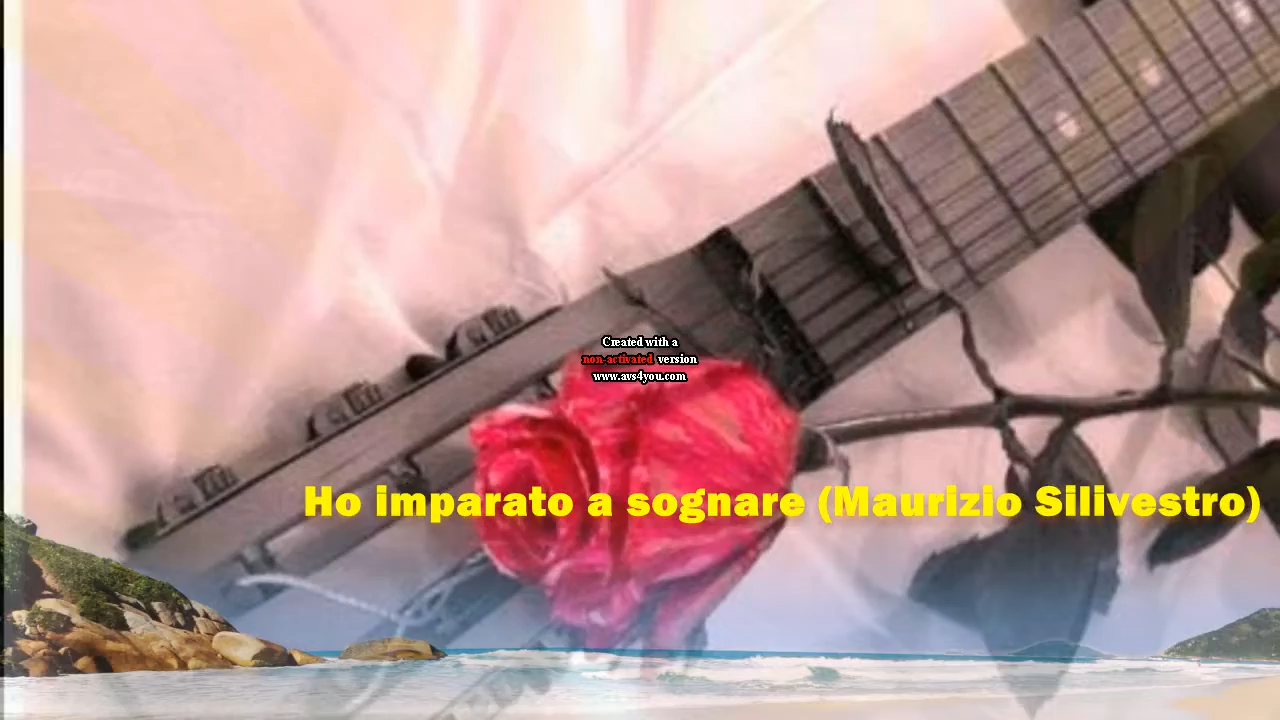 Created with a
non-activated version
www.avs4you.com
Ho imparato a sognare (Maurizio Silivestro)